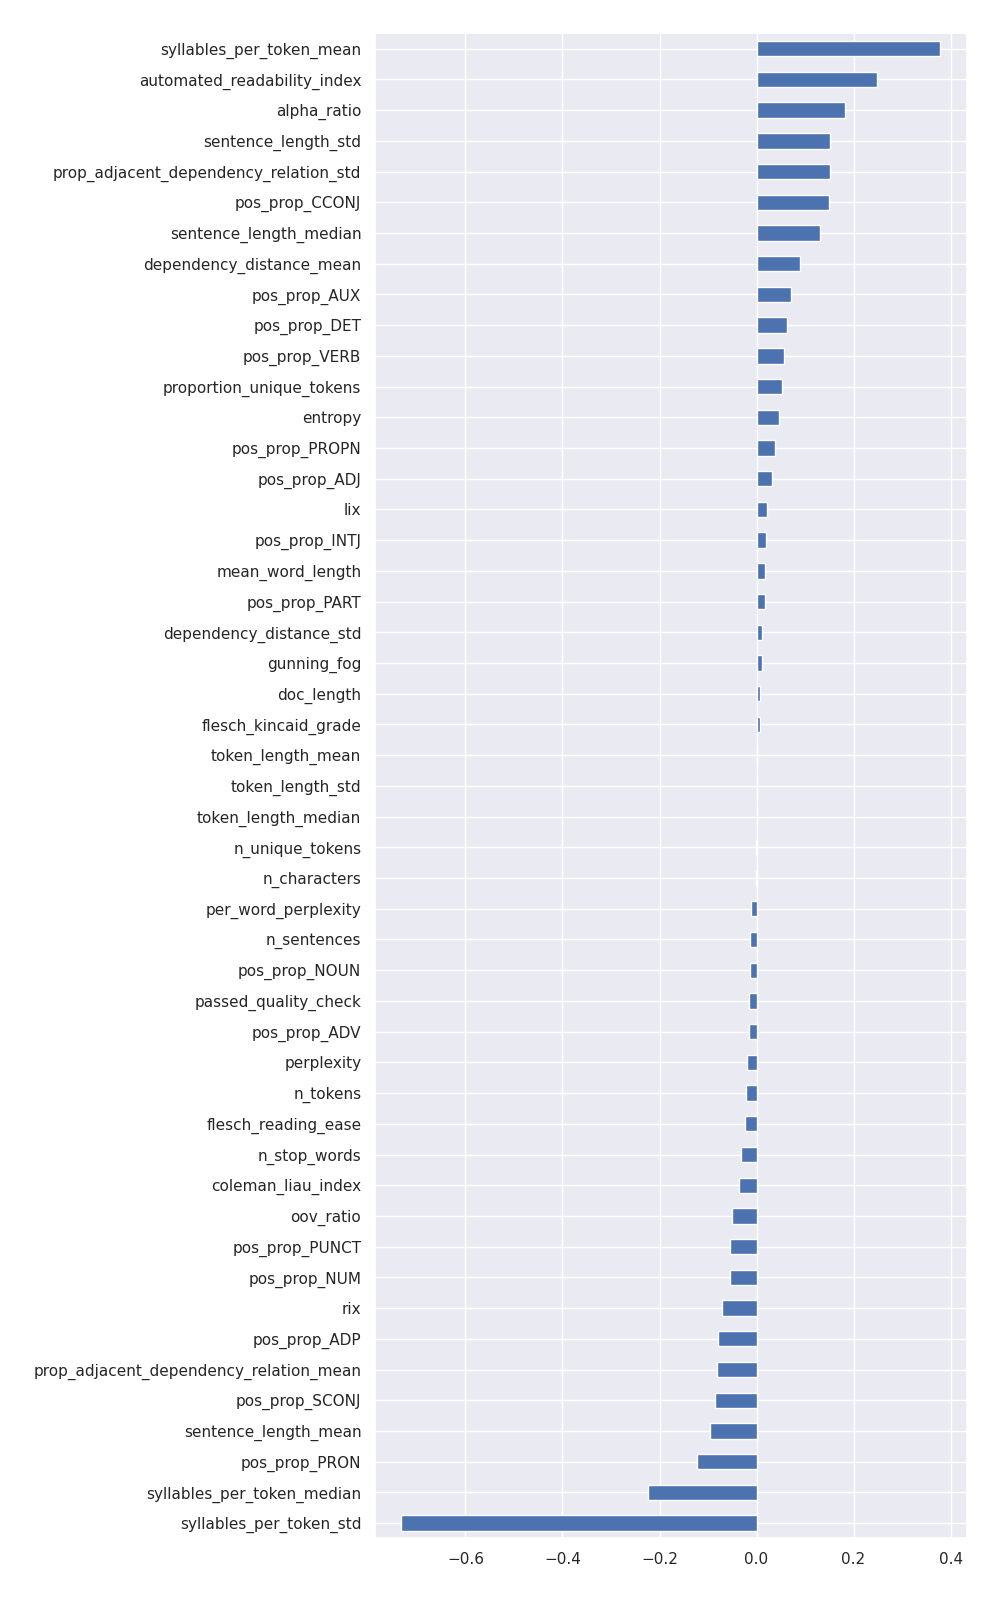 syllables_per_token_mean
automated_readability_index
alpha_ratio
sentence_length_std
prop_adjacent_dependency_relation_std
pos_prop_CCONJ
sentence_length_median
dependency_distance_mean
pos_prop_AUX
pos_prop_DET
pos_prop_VERB
proportion_unique_tokens
entropy
pos_prop_PROPN
pos_prop_ADJ
lix
pos_prop_INTJ
mean_word_length
pos_prop_PART
dependency_distance_std
gunning_fog
doc_length
flesch_kincaid_grade
token_length_mean
token_length_std
token_length_median
n_unique_tokens
n_characters
per_word_perplexity
n_sentences
pos_prop_NOUN
passed_quality_check
pos_prop_ADV
perplexity
n_tokens
flesch_reading_ease
n_stop_words
coleman_liau_index
oov_ratio
pos_prop_PUNCT
pos_prop_NUM
rix
pos_prop_ADP
prop_adjacent_dependency_relation_mean
pos_prop_SCONJ
sentence_length_mean
pos_prop_PRON
syllables_per_token_median
syllables_per_token_std
−0.6 −0.4 −0.2 0.0 0.2 0.4